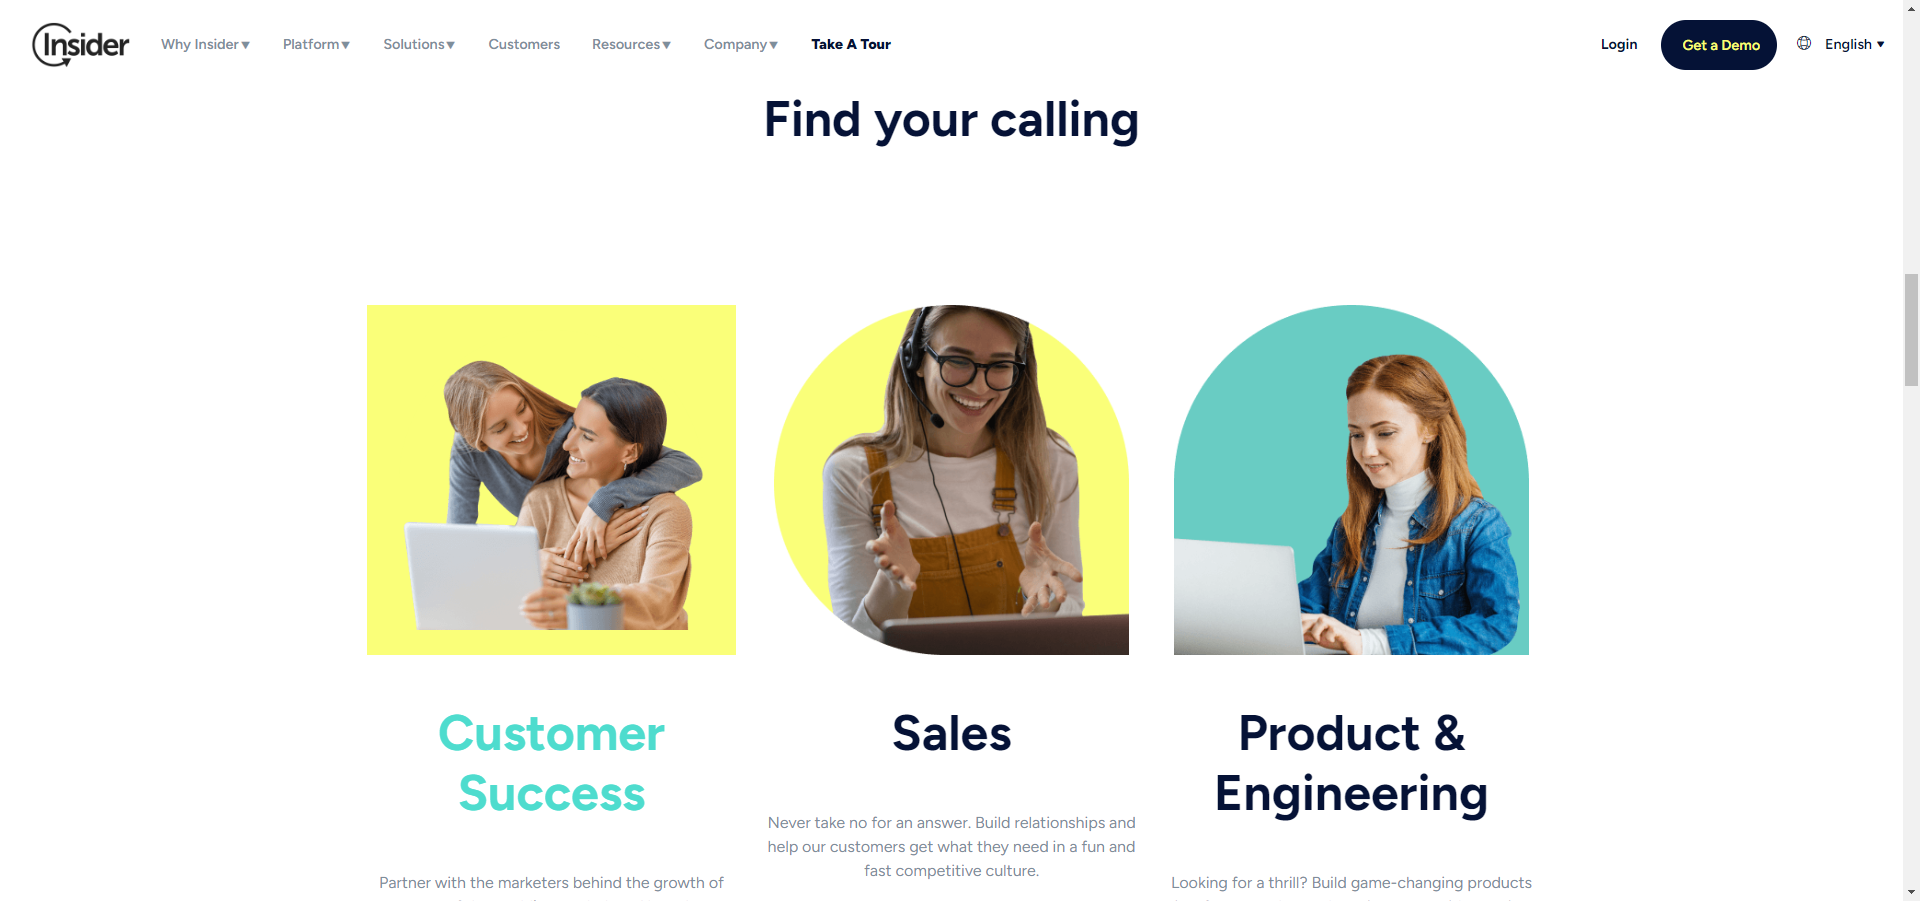 Insider
Why Insider▼ Platform▼ Solutions▼ Customers Resources▼ Company▼ Take A Tour Login Get a Demo English ▼
Find your calling
Customer
Success
Partner with the marketers behind the growth of
Sales
Never take no for an answer. Build relationships and
help our customers get what they need in a fun and
fast competitive culture.
Product &
Engineering
Looking for a thrill? Build game-changing products